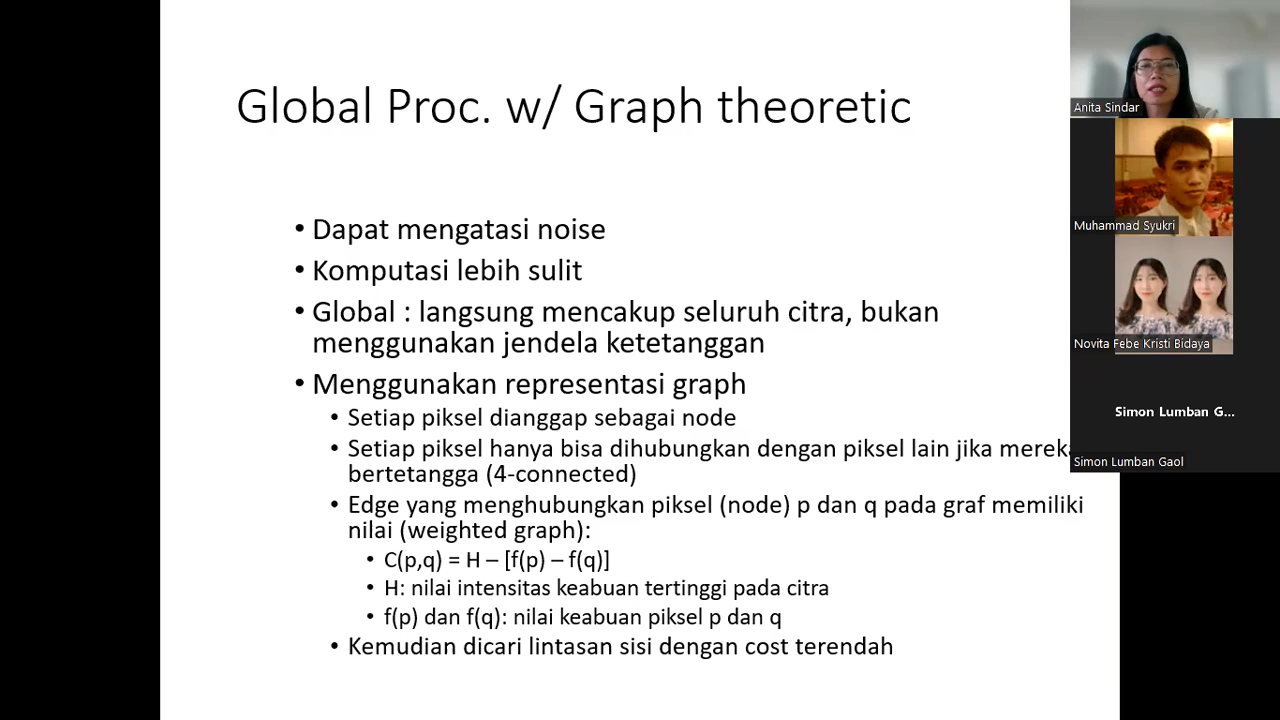 Global Proc. w/ Graph theoretic
• Dapat mengatasi noise
• Komputasi lebih sulit
• Global : langsung mencakup seluruh citra, bukan
menggunakan jendela ketetanggan
• Menggunakan representasi graph
• Setiap piksel dianggap sebagai node
• Setiap piksel hanya bisa dihubungkan dengan piksel lain jika mereka
bertetangga (4-connected)
• Edge yang menghubungkan piksel (node) p dan q pada graf memiliki
nilai (weighted graph):
• C(p,q) = H – [f(p) – f(q)]
• H: nilai intensitas keabuan tertinggi pada citra
• f(p) dan f(q): nilai keabuan piksel p dan q
• Kemudian dicari lintasan sisi dengan cost terendah
Anita Sindar
Muhammad Syukri
Novita Febe Kristi Bidaya
Simon Lumban G...
Simon Lumban Gaol